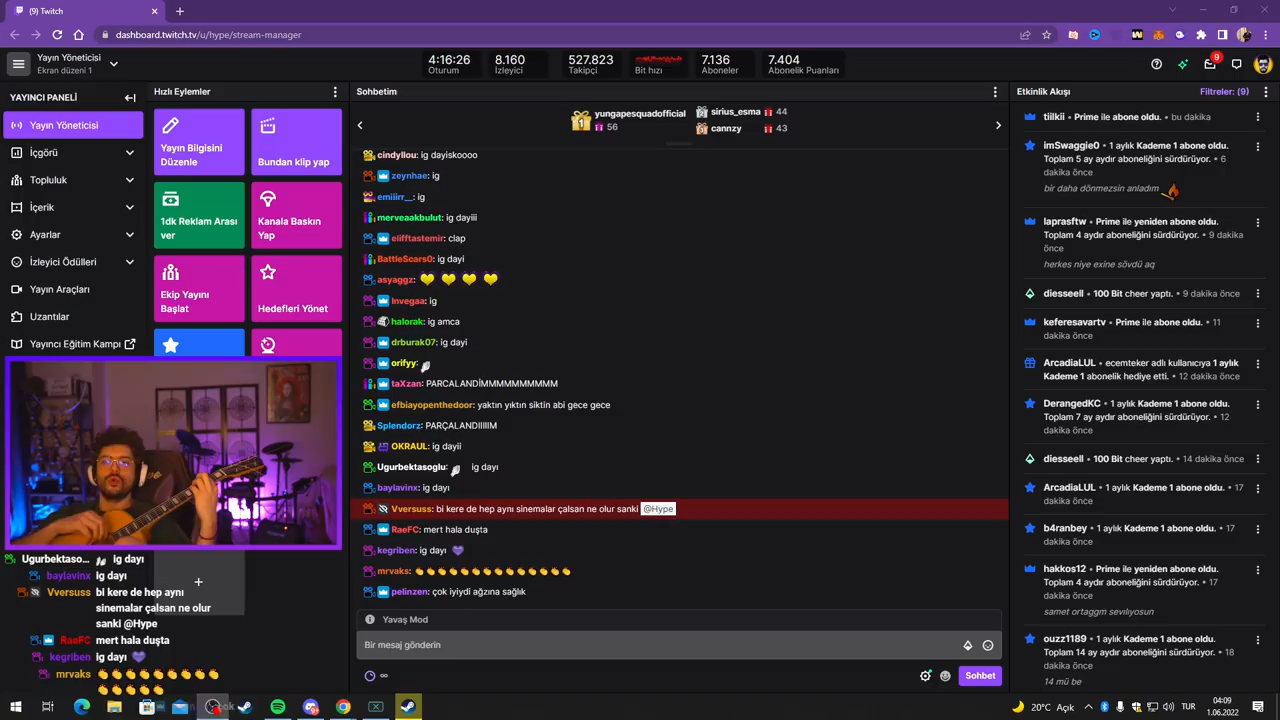 (9) Twitch
dashboard.twitch.tv/u/hype/stream-manager
Yayın Yöneticisi
Ekran düzeni 1
4:16:26
Oturum
8.160
İzleyici
527.823
Takipçi
Bit hızı
7.136
Aboneler
7.404
Abonelik Puanları
9
YAYINCI PANELİ
Yayın Yöneticisi
İçgörü
Topluluk
İçerik
Ayarlar
İzleyici Ödülleri
Yayın Araçları
Uzantılar
Yayıncı Eğitim Kampı
Hızlı Eylemler
Yayın Bilgisini
Düzenle
Bundan klip yap
1dk Reklam Arası
ver
Kanala Baskın
Yap
Ekip Yayını
Başlat
Hedefleri Yönet
Ugurbektaso... ig dayı
baylavinx ig dayı
Vversuss bi kere de hep aynı
sinemalar çalsan ne olur
sanki @Hype
RaeFC mert hala duşta
kegriben ig dayı
mrvaks
Sohbetim
1
yungapesquadofficial
56
sirius_esma 44
cannzy 43
cindyllou: ig dayiskoooo
zeynhae: ig
emiiirr__: ig
merveaakbulut: ig dayiii
elifftastemir: clap
BattleScars0: ig dayi
asyaggz:
Invegaa: ig
halorak: ig amca
drburak07: ig dayi
orifyy:
taXzan: PARCALANDİMMMMMMMMMM
efbiayopenthedoor: yaktın yıktın siktin abi gece gece
Splendorz: PARÇALANDIIIIM
OKRAUL: ig dayii
Ugurbektasoglu: ig dayı
baylavinx: ig dayı
Vversuss: bi kere de hep aynı sinemalar çalsan ne olur sanki @Hype
RaeFC: mert hala duşta
kegriben: ig dayı
mrvaks:
pelinzen: çok iyiydi ağzına sağlık
Yavaş Mod
Bir mesaj gönderin
∞
Sohbet
Etkinlik Akışı
Filtreler: (9)
tiilkii • Prime ile abone oldu. • bu dakika
imSwaggie0 • 1 aylık Kademe 1 abonesi oldu.
Toplam 5 ay aydır aboneliğini sürdürüyor. • 6
dakika önce
bir daha dönmezsin anladım
laprasftw • Prime ile yeniden abone oldu.
Toplam 4 aydır aboneliğini sürdürüyor. • 9 dakika
önce
herkes niye exine sövdü aq
diesseell • 100 Bit cheer yaptı. • 9 dakika önce
keferesavartv • Prime ile abone oldu. • 11
dakika önce
ArcadiaLUL • ecemteker adlı kullanıcıya 1 aylık
Kademe 1 abonelik hediye etti. • 12 dakika önce
DerangedKC • 1 aylık Kademe 1 abonesi oldu.
Toplam 7 ay aydır aboneliğini sürdürüyor. • 12
dakika önce
diesseell • 100 Bit cheer yaptı. • 14 dakika önce
ArcadiaLUL • 1 aylık Kademe 1 abonesi oldu. • 17
dakika önce
b4ranbey • 1 aylık Kademe 1 abonesi oldu. • 17
dakika önce
hakkos12 • Prime ile yeniden abone oldu.
Toplam 4 aydır aboneliğini sürdürüyor. • 17
dakika önce
samet ortaggm sevılıyosun
ouzz1189 • 1 aylık Kademe 1 abonesi oldu.
Toplam 14 ay aydır aboneliğini sürdürüyor. • 18
dakika önce
14 mü be
20°C Açık
TUR
04:09
1.06.2022